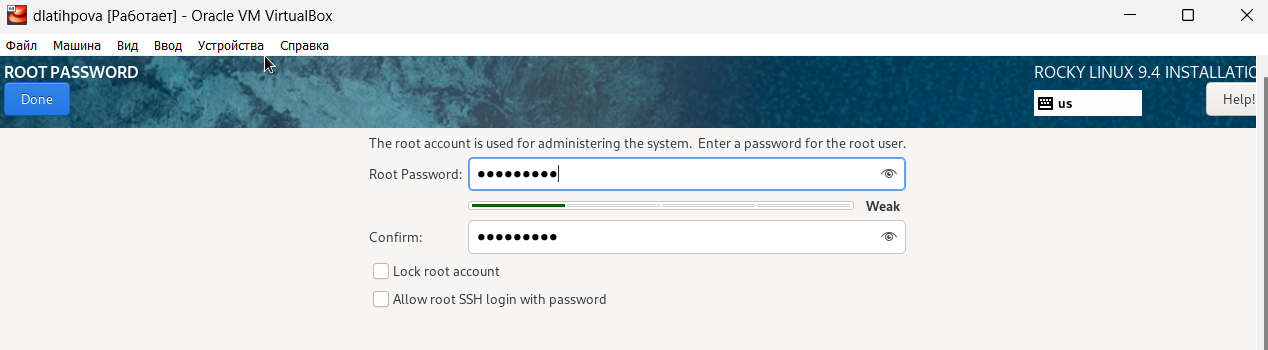 dlatihpova [Работает] - Oracle VM VirtualBox
Файл Машина Вид Ввод Устройства Справка
ROOT PASSWORD
ROCKY LINUX 9.4 INSTALLATIO
Done
us
Help!
The root account is used for administering the system. Enter a password for the root user.
Root Password: ●●●●●●●●●
Weak
Confirm: ●●●●●●●●●
Lock root account
Allow root SSH login with password